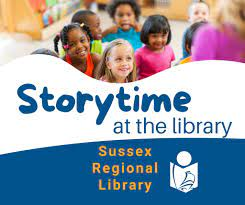 Storytime
at the library
Sussex
Regional
Library